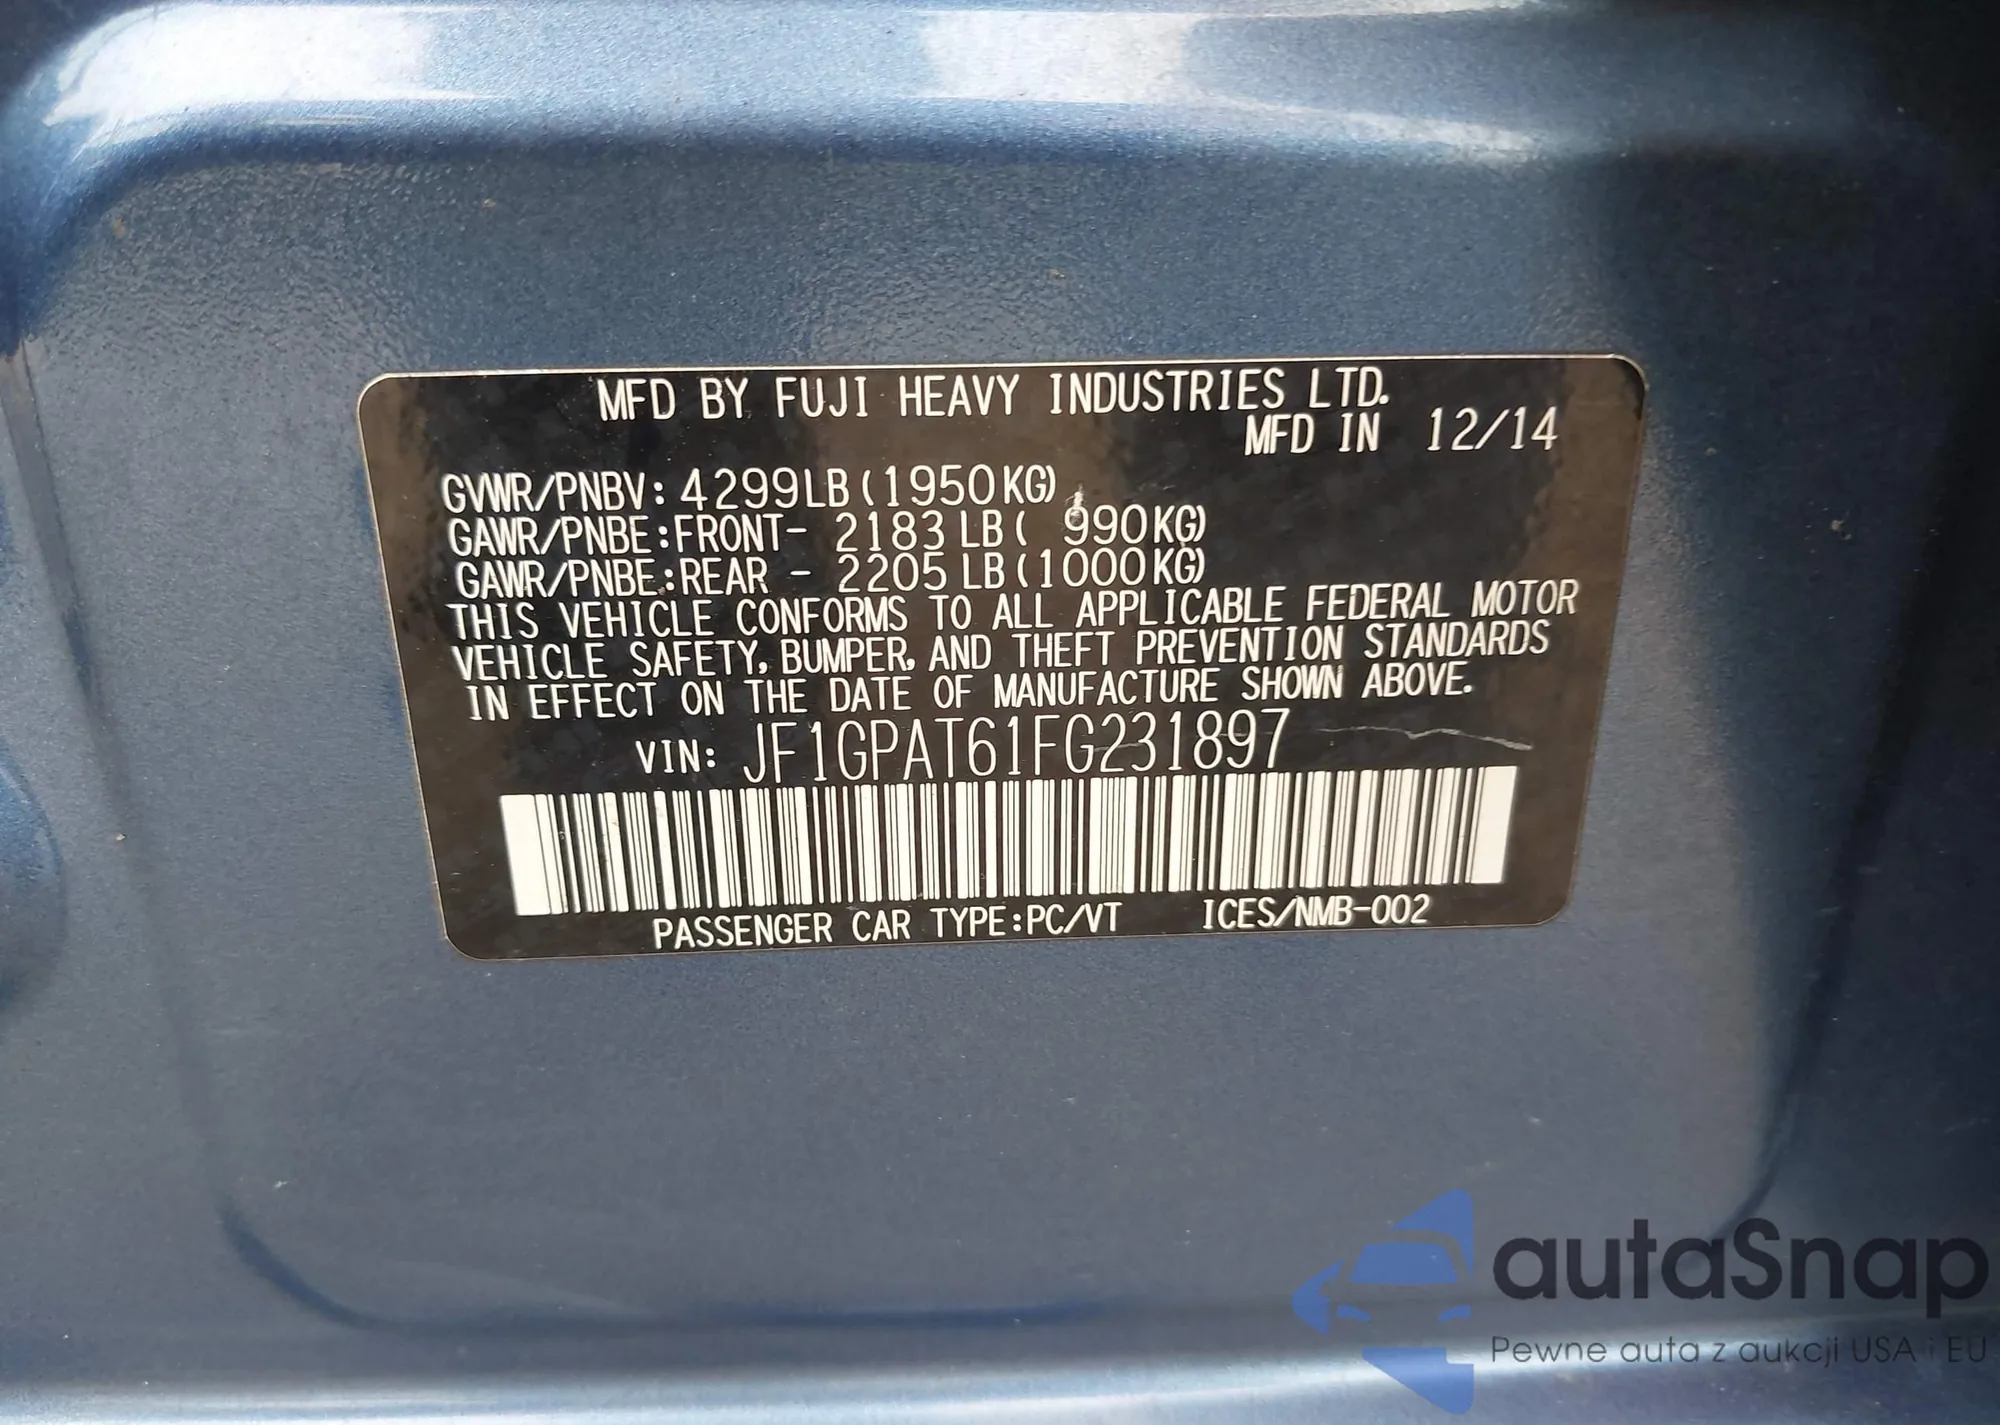 MFD BY FUJI HEAVY INDUSTRIES LTD.
MFD IN 12/14
GVWR/PNBV: 4299LB (1950KG)
GAWR/PNBE:FRONT- 2183 LB ( 990KG)
GAWR/PNBE:REAR - 2205 LB (1000KG)
THIS VEHICLE CONFORMS TO ALL APPLICABLE FEDERAL MOTOR
VEHICLE SAFETY, BUMPER, AND THEFT PREVENTION STANDARDS
IN EFFECT ON THE DATE OF MANUFACTURE SHOWN ABOVE.
VIN: JF1GPAT61FG231897
PASSENGER CAR TYPE:PC/VT ICES/NMB-002
autaSnap
Pewne auta z aukcji USA i EU